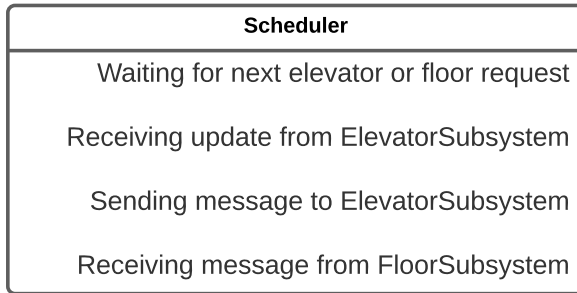 Scheduler
Waiting for next elevator or floor request
Receiving update from ElevatorSubsystem
Sending message to ElevatorSubsystem
Receiving message from FloorSubsystem